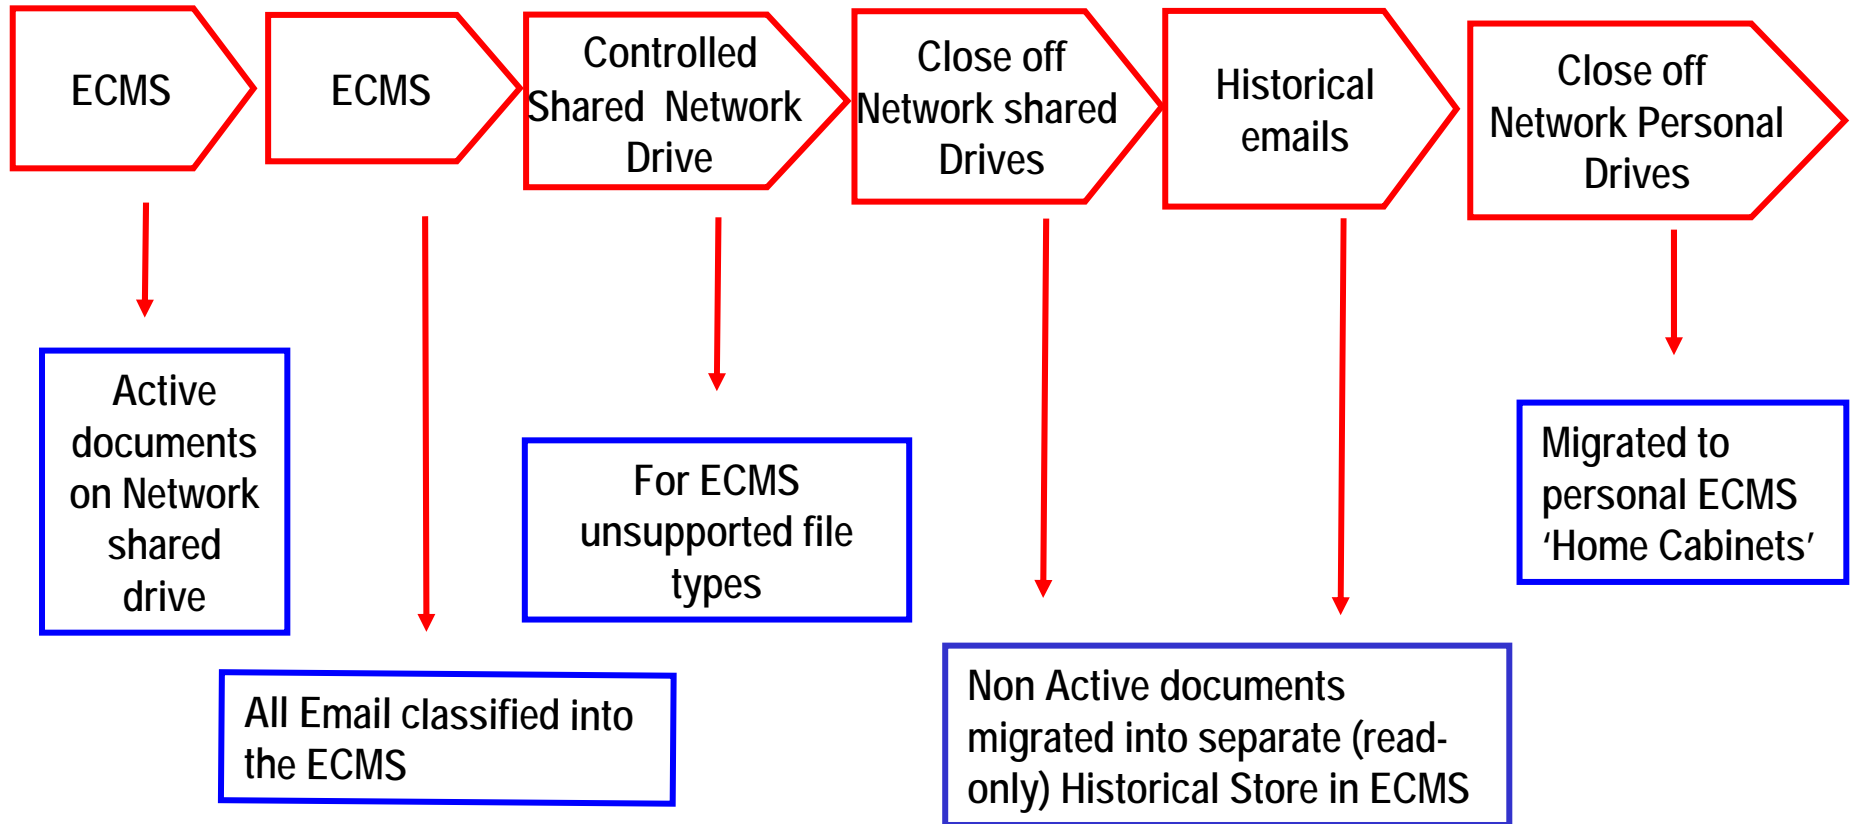 ECMS
ECMS
Controlled
Shared Network
Drive
Close off
Network shared
Drives
Historical
emails
Close off
Network Personal
Drives
Active
documents
on Network
shared
drive
All Email classified into
the ECMS
For ECMS
unsupported file
types
Non Active documents
migrated into separate (read-
only) Historical Store in ECMS
Migrated to
personal ECMS
‘Home Cabinets’